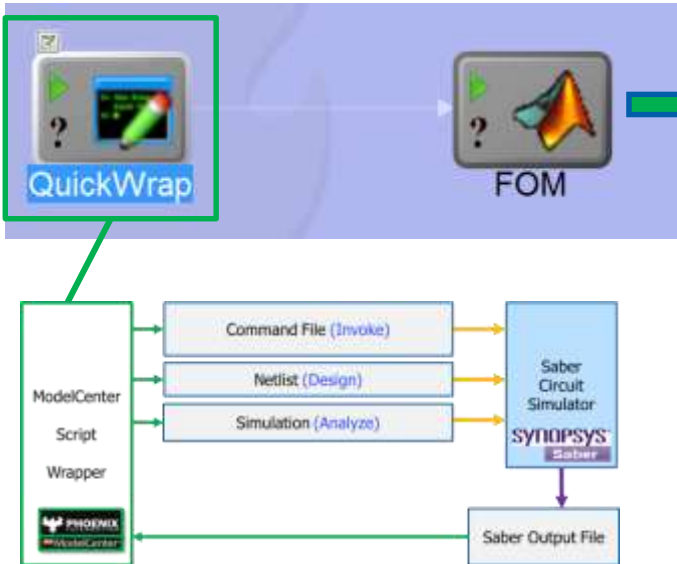 ?
?
QuickWrap
FOM
Command File (Invoke)
Netlist (Design)
Simulation (Analyze)
ModelCenter
Script
Wrapper
PHOENIX
ModelCenter
Saber
Circuit
Simulator
SYNOPSYS
Saber
Saber Output File